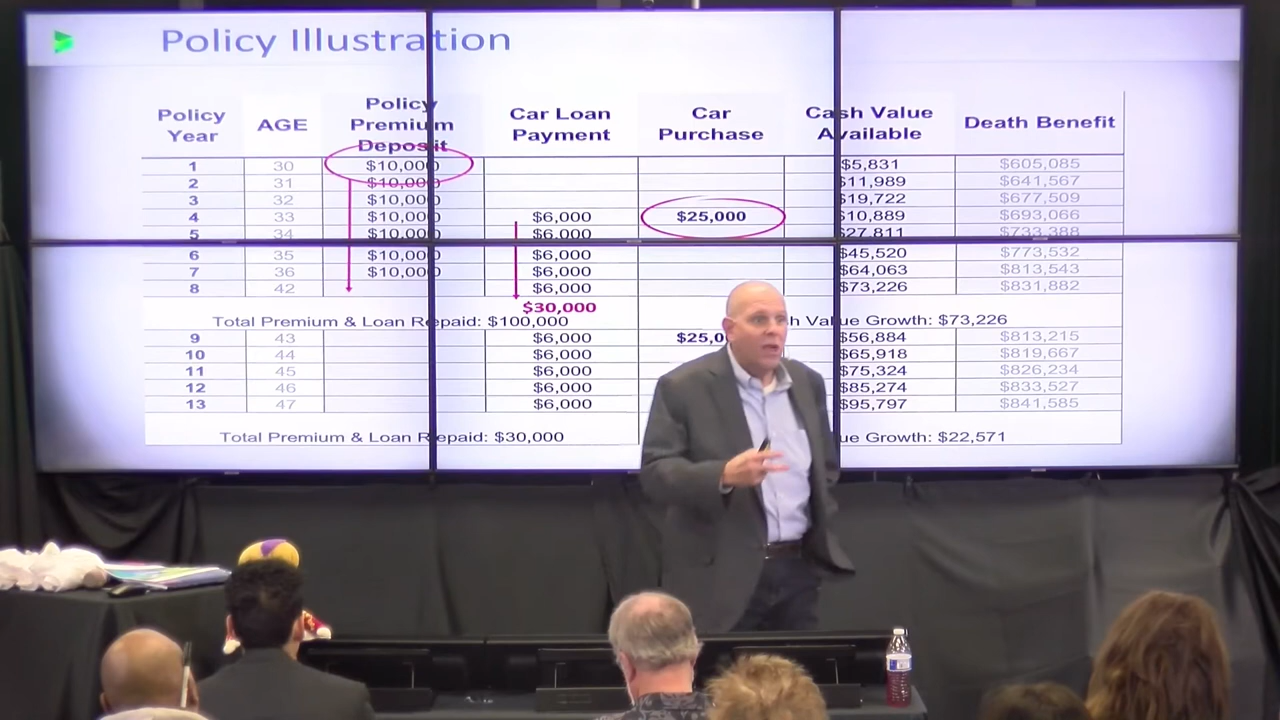 Policy Illustration
Policy Year AGE Policy Premium Deposit Car Loan Payment Car Purchase Cash Value Available Death Benefit
1 30 $10,000 $5,831 $605,085
2 31 $10,000 $11,989 $641,567
3 32 $10,000 $19,722 $677,509
4 33 $10,000 $6,000 $25,000 $10,889 $693,066
5 34 $10,000 $6,000 $27,811 $733,388
6 35 $10,000 $6,000 $45,520 $773,532
7 36 $10,000 $6,000 $64,063 $813,543
8 42 $6,000 $73,226 $831,882
$30,000
Total Premium & Loan Repaid: $100,000 Value Growth: $73,226
9 43 $6,000 $56,884 $813,215
10 44 $6,000 $65,918 $819,667
11 45 $6,000 $75,324 $826,234
12 46 $6,000 $85,274 $833,527
13 47 $6,000 $95,797 $841,585
Total Premium & Loan Repaid: $30,000 Growth: $22,571